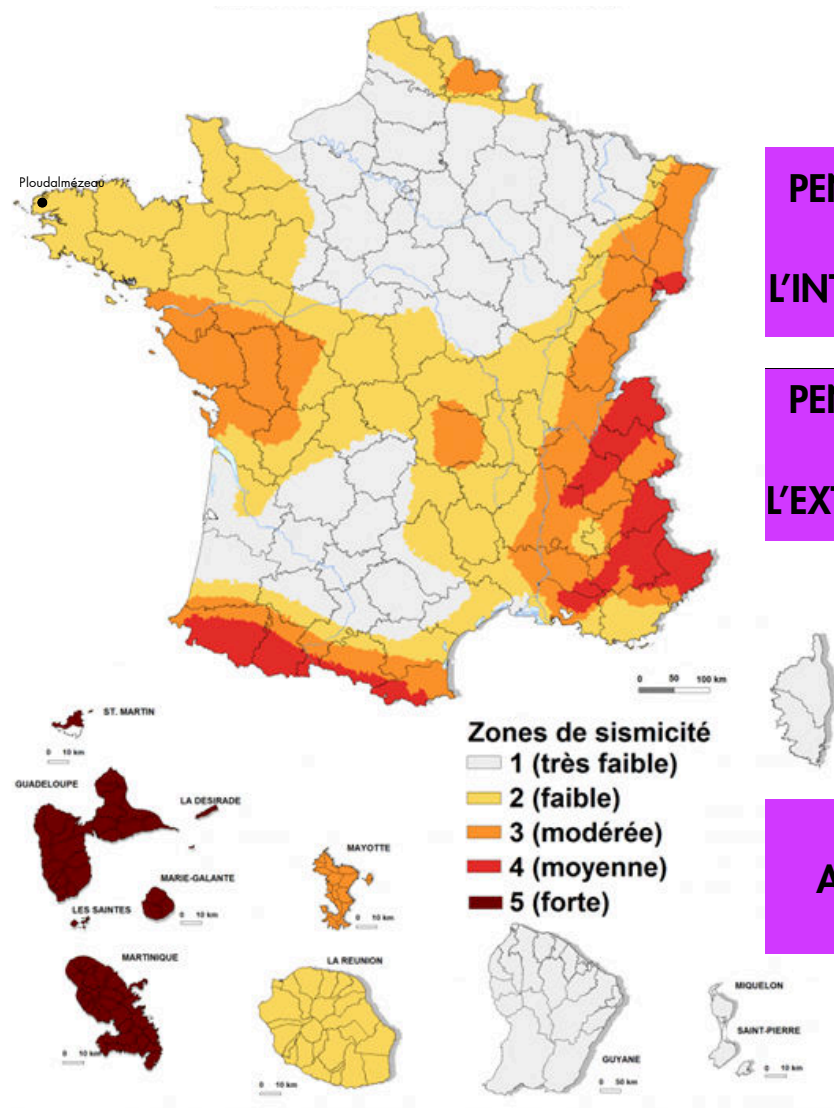 Ploudalmézeau
PEN
L'INT
PEN
L'EXT
0 50 100 km
ST. MARTIN
0 10 km
GUADELOUPE
LA DESIRADE
MARIE-GALANTE
0 10 km
LES SAINTES
MAYOTTE
0 10 km
Zones de sismicité
1 (très faible)
2 (faible)
3 (modérée)
4 (moyenne)
5 (forte)
A
MARTINIQUE
0 10 km
LA REUNION
0 10 km
GUYANE
0 50 km
MIQUELON
SAINT-PIERRE
0 10 km